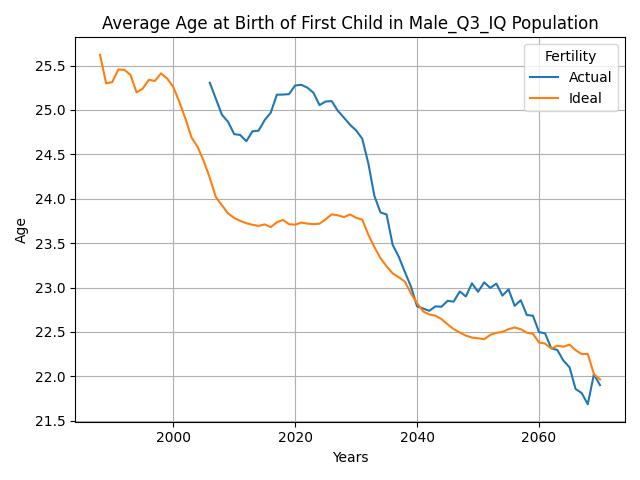 Average Age at Birth of First Child in Male_Q3_IQ Population
Fertility
Actual
Ideal
Age
25.5
25.0
24.5
24.0
23.5
23.0
22.5
22.0
21.5
2000
2020
2040
2060
Years